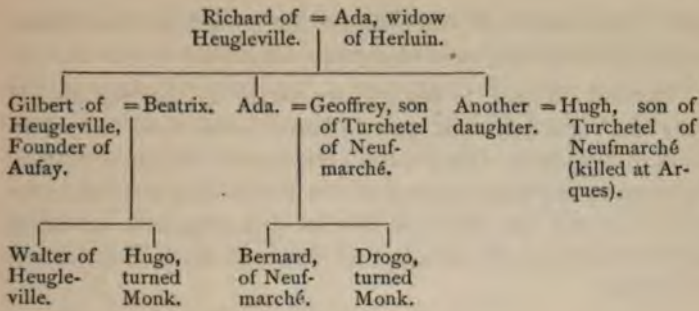 Richard of = Ada, widow
Heugleville. of Herluin.
Gilbert of = Beatrix. Ada. = Geoffrey, son Another = Hugh, son of
Heugleville, of Turchetel daughter. Turchetel of
Founder of of Neuf- Neufmarché
Aufay. marché. (killed at Ar-
ques).
Walter of Hugo, Bernard, Drogo,
Heugle- turned of Neuf- turned
ville. Monk. marché. Monk.